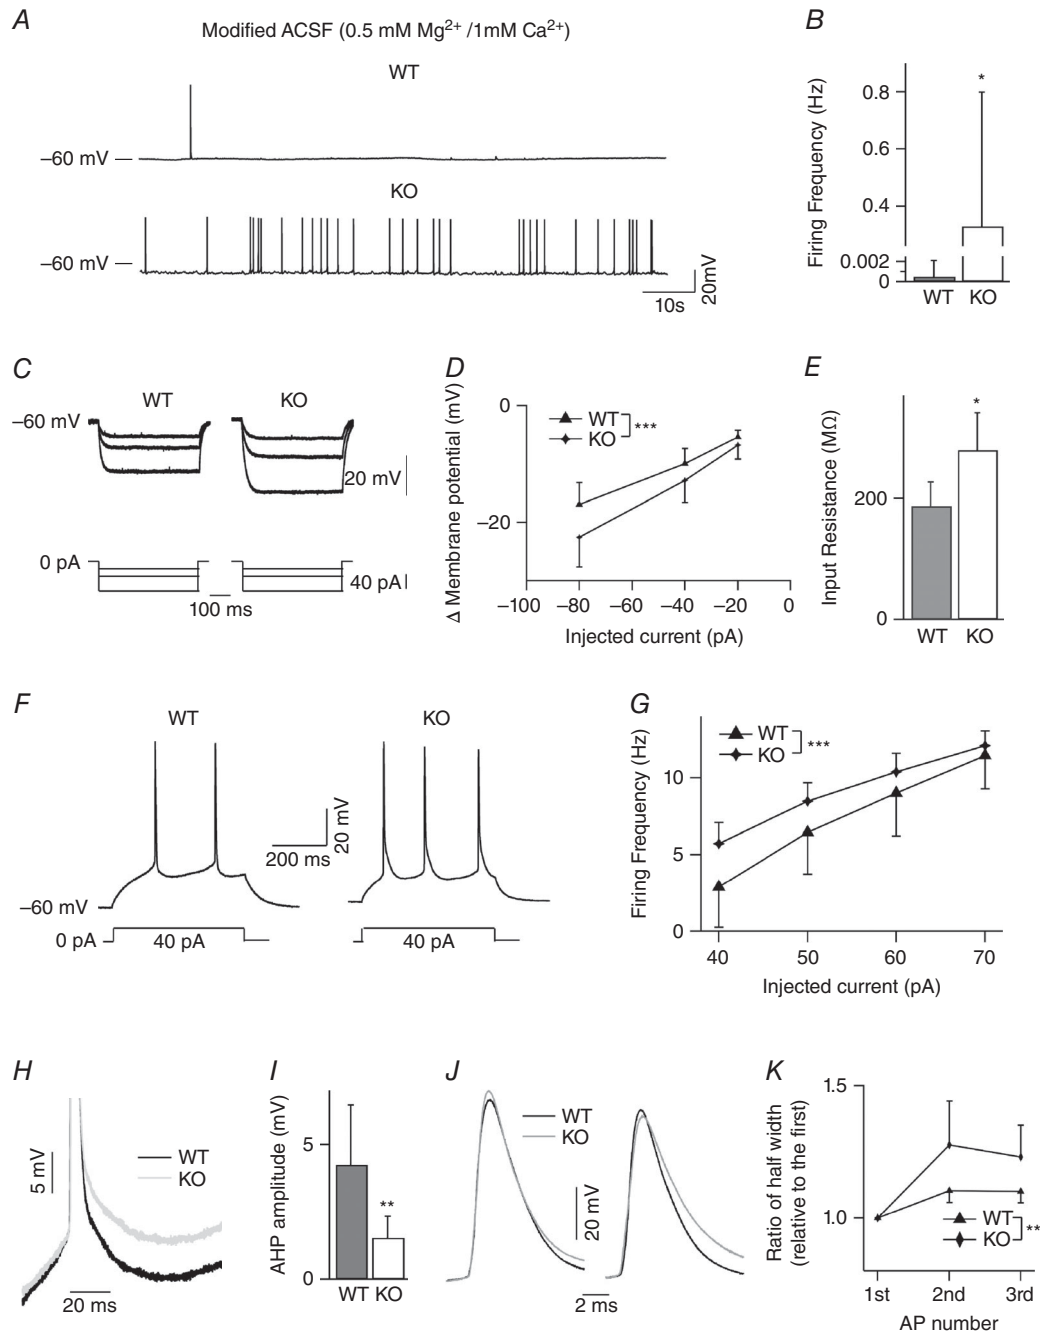 A
Modified ACSF (0.5 mM Mg²⁺ /1mM Ca²⁺)
WT
–60 mV
KO
–60 mV
20mV
10s
B
Firing Frequency (Hz)
0.8
*
0.6
0.4
0.002
0
WT KO
C
WT KO
–60 mV
20 mV
0 pA
40 pA
100 ms
D
Δ Membrane potential (mV)
0
WT
KO
***
–20
–100 –80 –60 –40 –20 0
Injected current (pA)
E
Input Resistance (MΩ)
*
200
0
WT KO
F
WT KO
20 mV
200 ms
–60 mV
0 pA 40 pA 40 pA
G
Firing Frequency (Hz)
WT
KO
***
10
5
0
40 50 60 70
Injected current (pA)
H
5 mV
WT
KO
20 ms
I
AHP amplitude (mV)
5
**
0
WT KO
J
WT
KO
20 mV
2 ms
K
Ratio of half width
(relative to the first)
1.5
1.0
WT
KO
**
1st 2nd 3rd
AP number